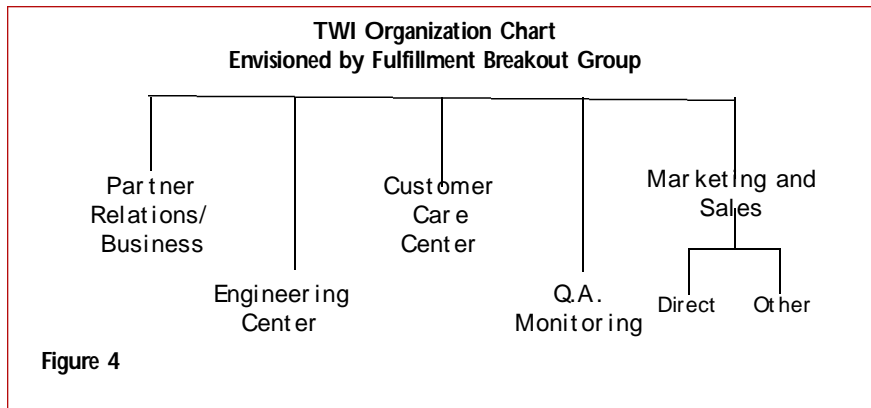 TWI Organization Chart
Envisioned by Fulfillment Breakout Group
Partner
Relations/
Business
Engineering
Center
Customer
Care
Center
Q.A.
Monitoring
Marketing and
Sales
Direct
Other
Figure 4